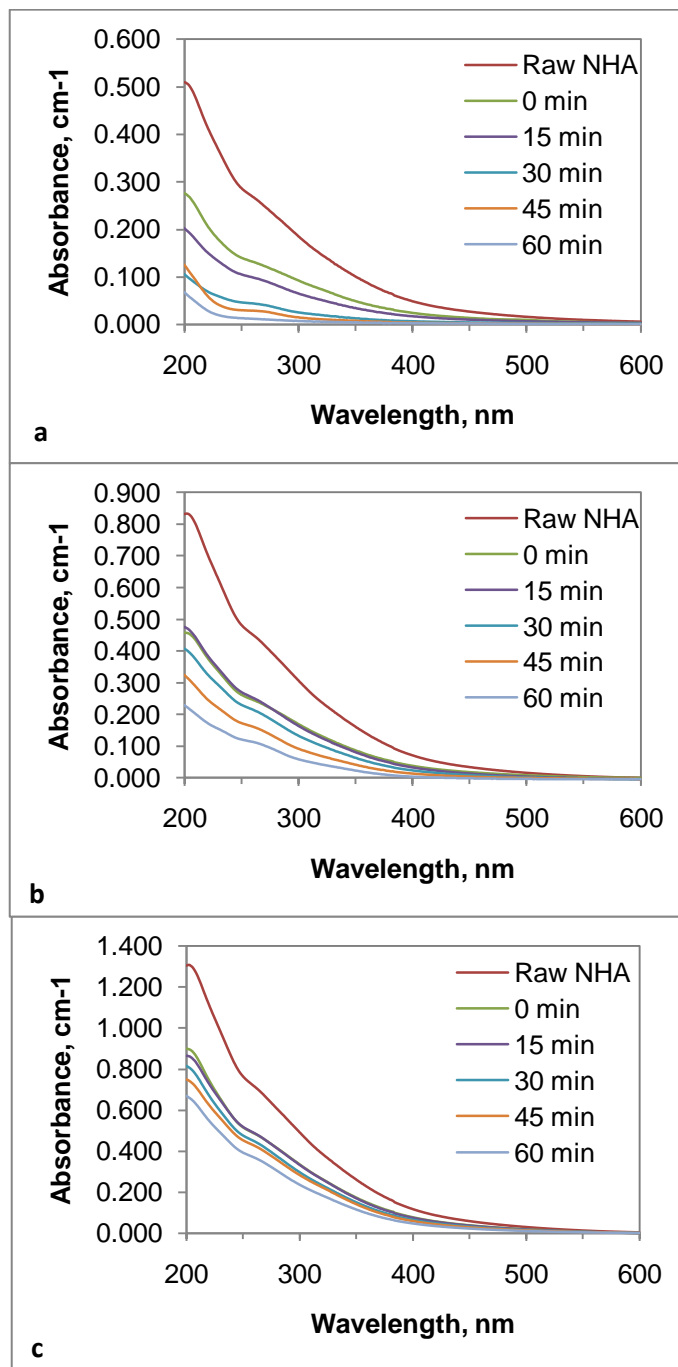 0.600
0.500
0.400
0.300
0.200
0.100
0.000
Absorbance, cm-1
Raw NHA
0 min
15 min
30 min
45 min
60 min
200 300 400 500 600
Wavelength, nm
a
0.900
0.800
0.700
0.600
0.500
0.400
0.300
0.200
0.100
0.000
Absorbance, cm-1
Raw NHA
0 min
15 min
30 min
45 min
60 min
200 300 400 500 600
Wavelength, nm
b
1.400
1.200
1.000
0.800
0.600
0.400
0.200
0.000
Absorbance, cm-1
Raw NHA
0 min
15 min
30 min
45 min
60 min
200 300 400 500 600
Wavelength, nm
c